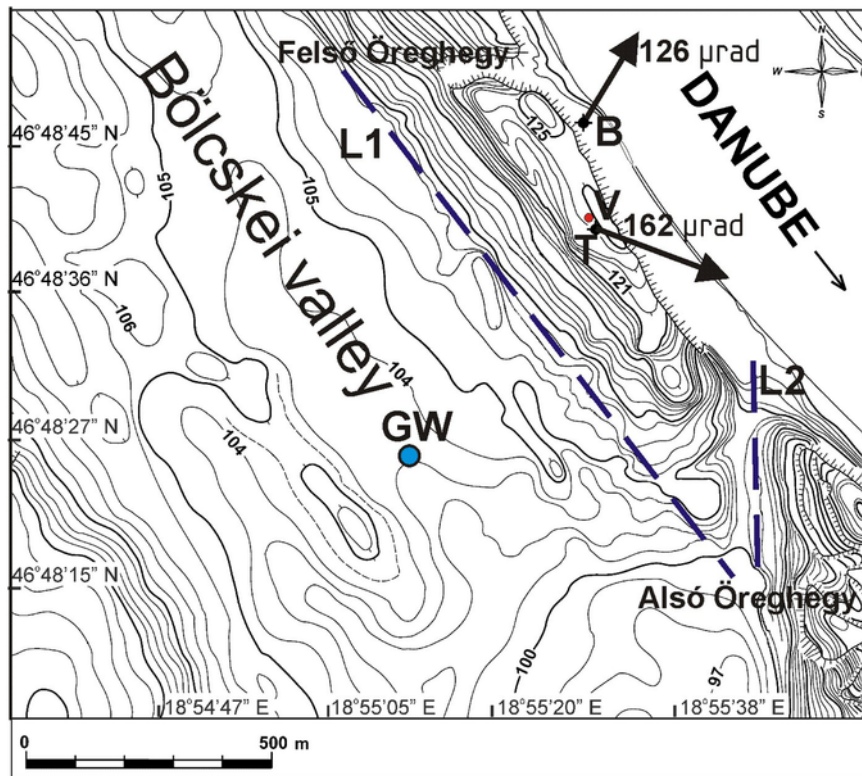 Felső Öreghegy
126 µrad
N
W
S
DANUBE
125
B
46°48'45" N
L1
Bölcskei valley
105
105
V
162 µrad
T
121
46°48'36" N
106
104
L2
GW
46°48'27" N
104
46°48'15" N
Alsó Öreghegy
100
97
18°54'47" E
18°55'05" E
18°55'20" E
18°55'38" E
0
500 m